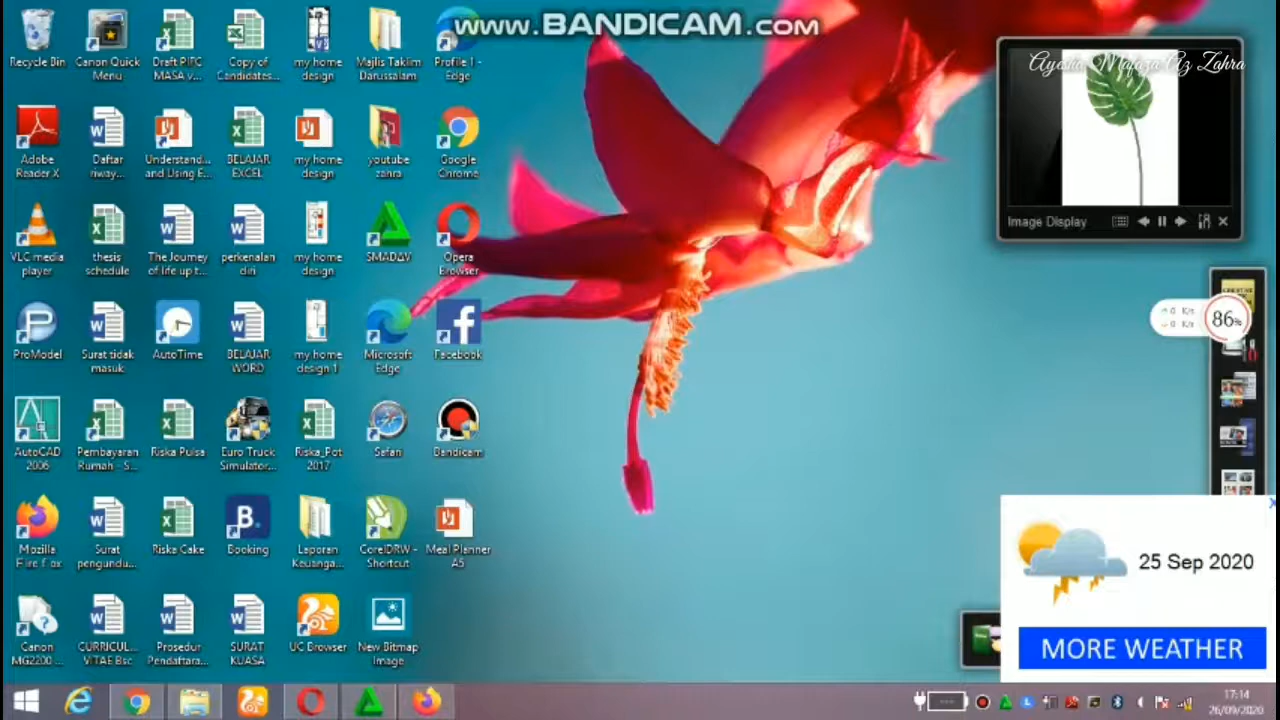 www.BANDICAM.com
Recycle Bin
Canon Quick
Menu
Draft PIFC
MASA v...
Copy of
Candidates...
my home
design
Majlis Taklim
Darussalam
Profile 1 -
Edge
Ayesha Mafaza Az Zahra
Adobe
Reader X
Daftar
riway...
Understand...
and Using E...
BELAJAR
EXCEL
my home
design
youtube
zahra
Google
Chrome
Image Display
VLC media
player
thesis
schedule
The Journey
of life up t...
perkenalan
diri
my home
design
SMADAV
Opera
Browser
0 K/s
0 K/s
86%
ProModel
Surat tidak
masuk
AutoTime
BELAJAR
WORD
my home
design 1
Microsoft
Edge
Facebook
AutoCAD
2006
Pembayaran
Rumah - S...
Riska Pulsa
Euro Truck
Simulator...
Riska_Pot
2017
Safari
Bandicam
Mozilla
Firefox
Surat
pengundu...
Riska Cake
B.
Booking
Laporan
Keuanga...
CorelDRW -
Shortcut
Meal Planner
A5
25 Sep 2020
MORE WEATHER
Canon
MG2200 ...
CURRICUL...
VITAE Bsc
Prosedur
Pendaftara...
SURAT
KUASA
UC Browser
New Bitmap
Image
17:14
26/09/2020